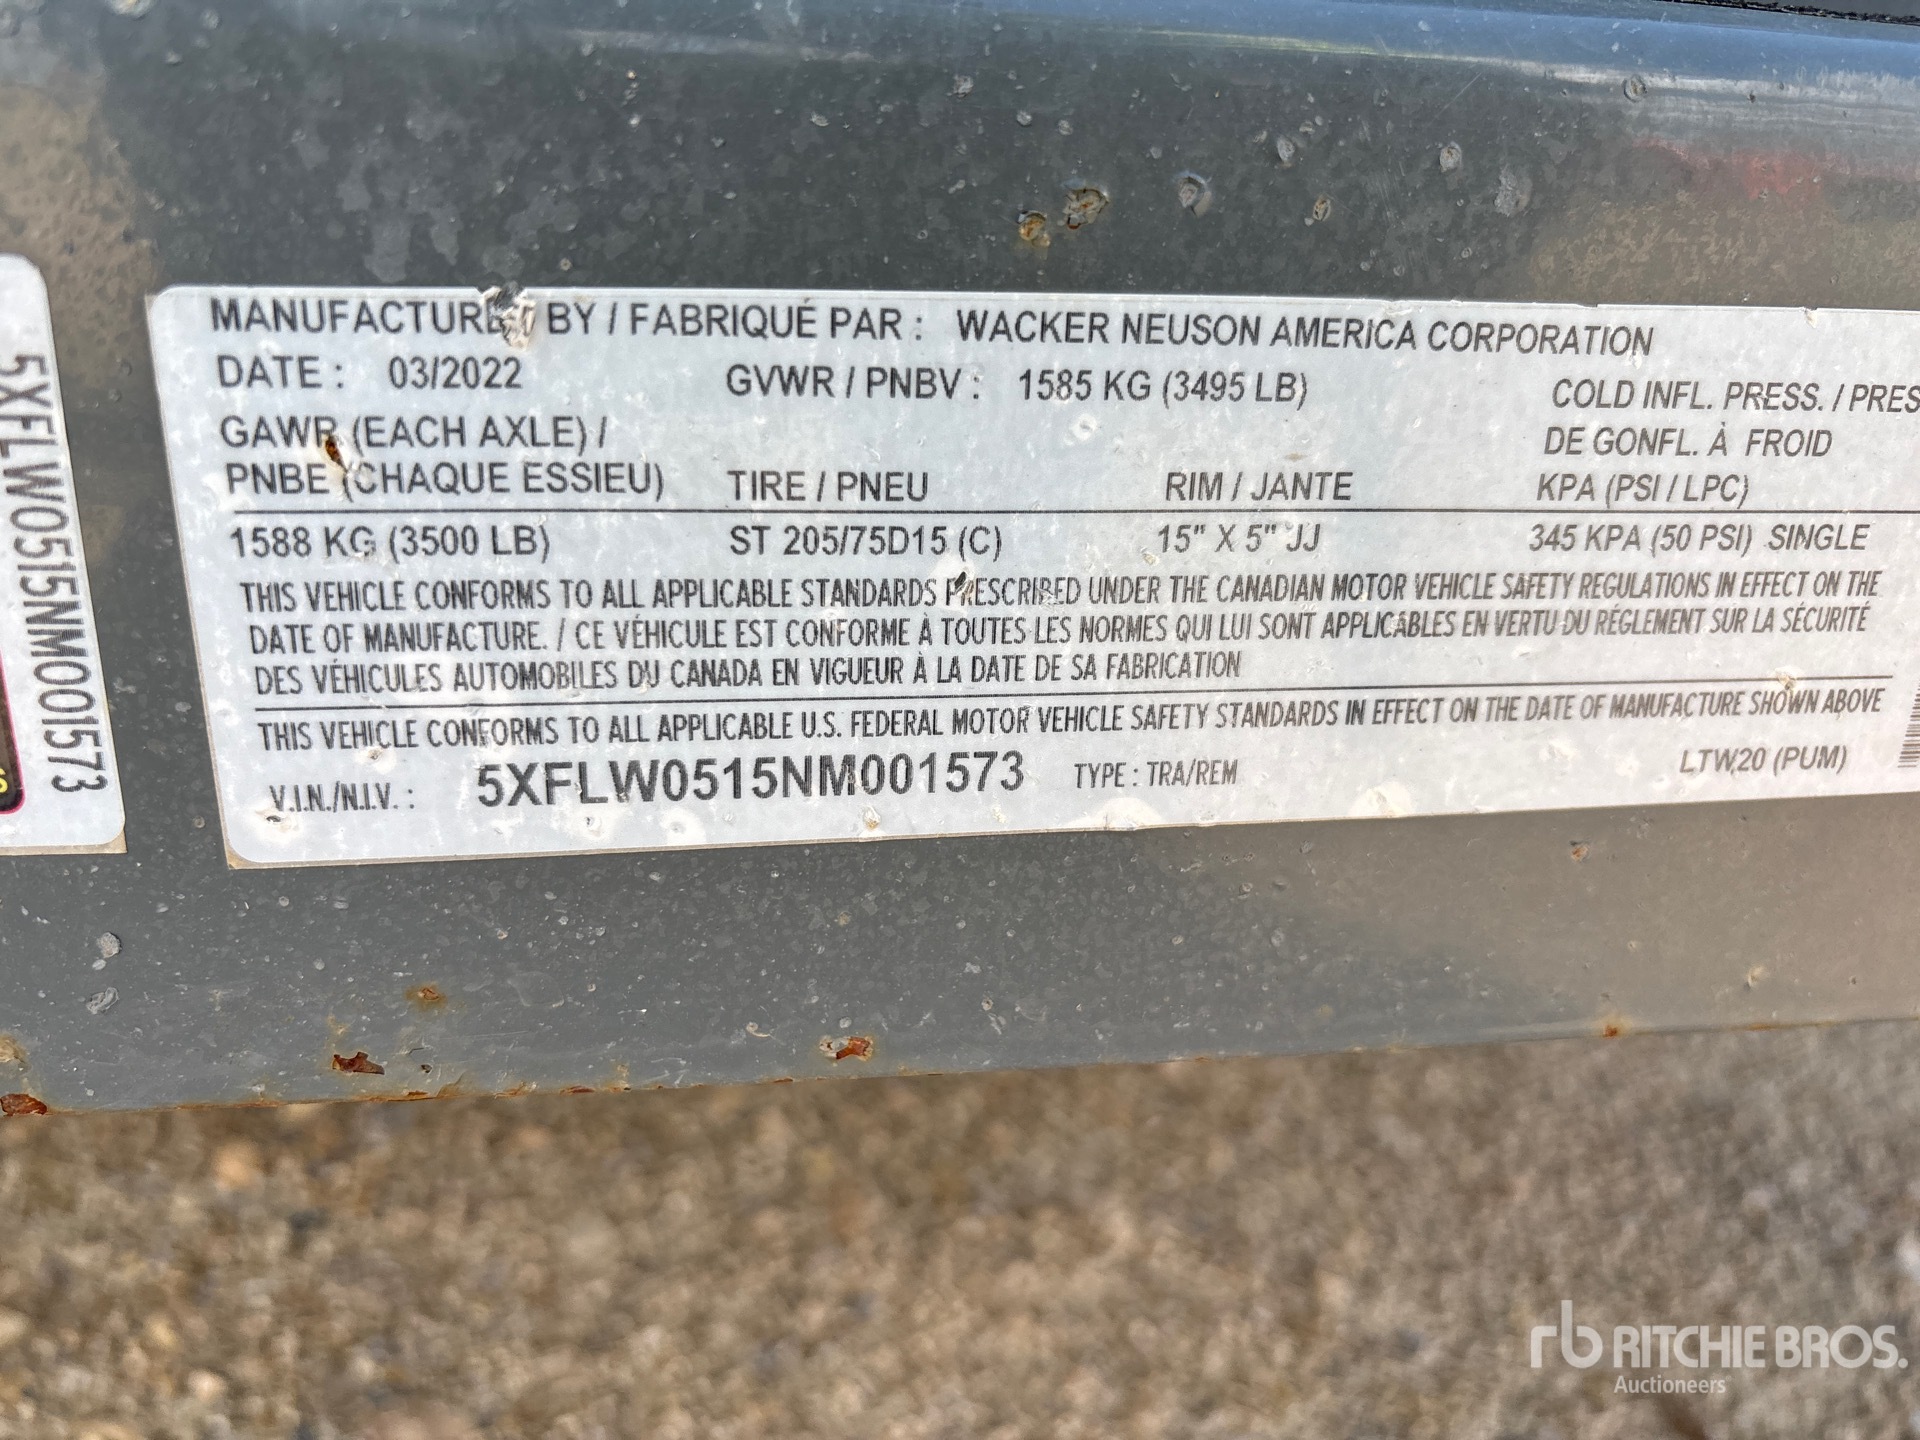 MANUFACTURE BY / FABRIQUÉ PAR : WACKER NEUSON AMERICA CORPORATION
DATE : 03/2022 GVWR / PNBV : 1585 KG (3495 LB) COLD INFL. PRESS. / PRES
GAWR (EACH AXLE) / DE GONFL. À FROID
PNBE (CHAQUE ESSIEU) TIRE / PNEU RIM / JANTE KPA (PSI / LPC)
1588 KG (3500 LB) ST 205/75D15 (C) 15" X 5" JJ 345 KPA (50 PSI) SINGLE
THIS VEHICLE CONFORMS TO ALL APPLICABLE STANDARDS PRESCRIBED UNDER THE CANADIAN MOTOR VEHICLE SAFETY REGULATIONS IN EFFECT ON THE
DATE OF MANUFACTURE. / CE VÉHICULE EST CONFORME À TOUTES LES NORMES QUI LUI SONT APPLICABLES EN VERTU DU RÉGLEMENT SUR LA SÉCURITÉ
DES VÉHICULES AUTOMOBILES DU CANADA EN VIGUEUR À LA DATE DE SA FABRICATION
THIS VEHICLE CONFORMS TO ALL APPLICABLE U.S. FEDERAL MOTOR VEHICLE SAFETY STANDARDS IN EFFECT ON THE DATE OF MANUFACTURE SHOWN ABOVE
V.I.N./N.I.V. : 5XFLW0515NM001573 TYPE : TRA/REM LTW20 (PUM)
5XFLW0515NM001573
S
rb RITCHIE BROS.
Auctioneers